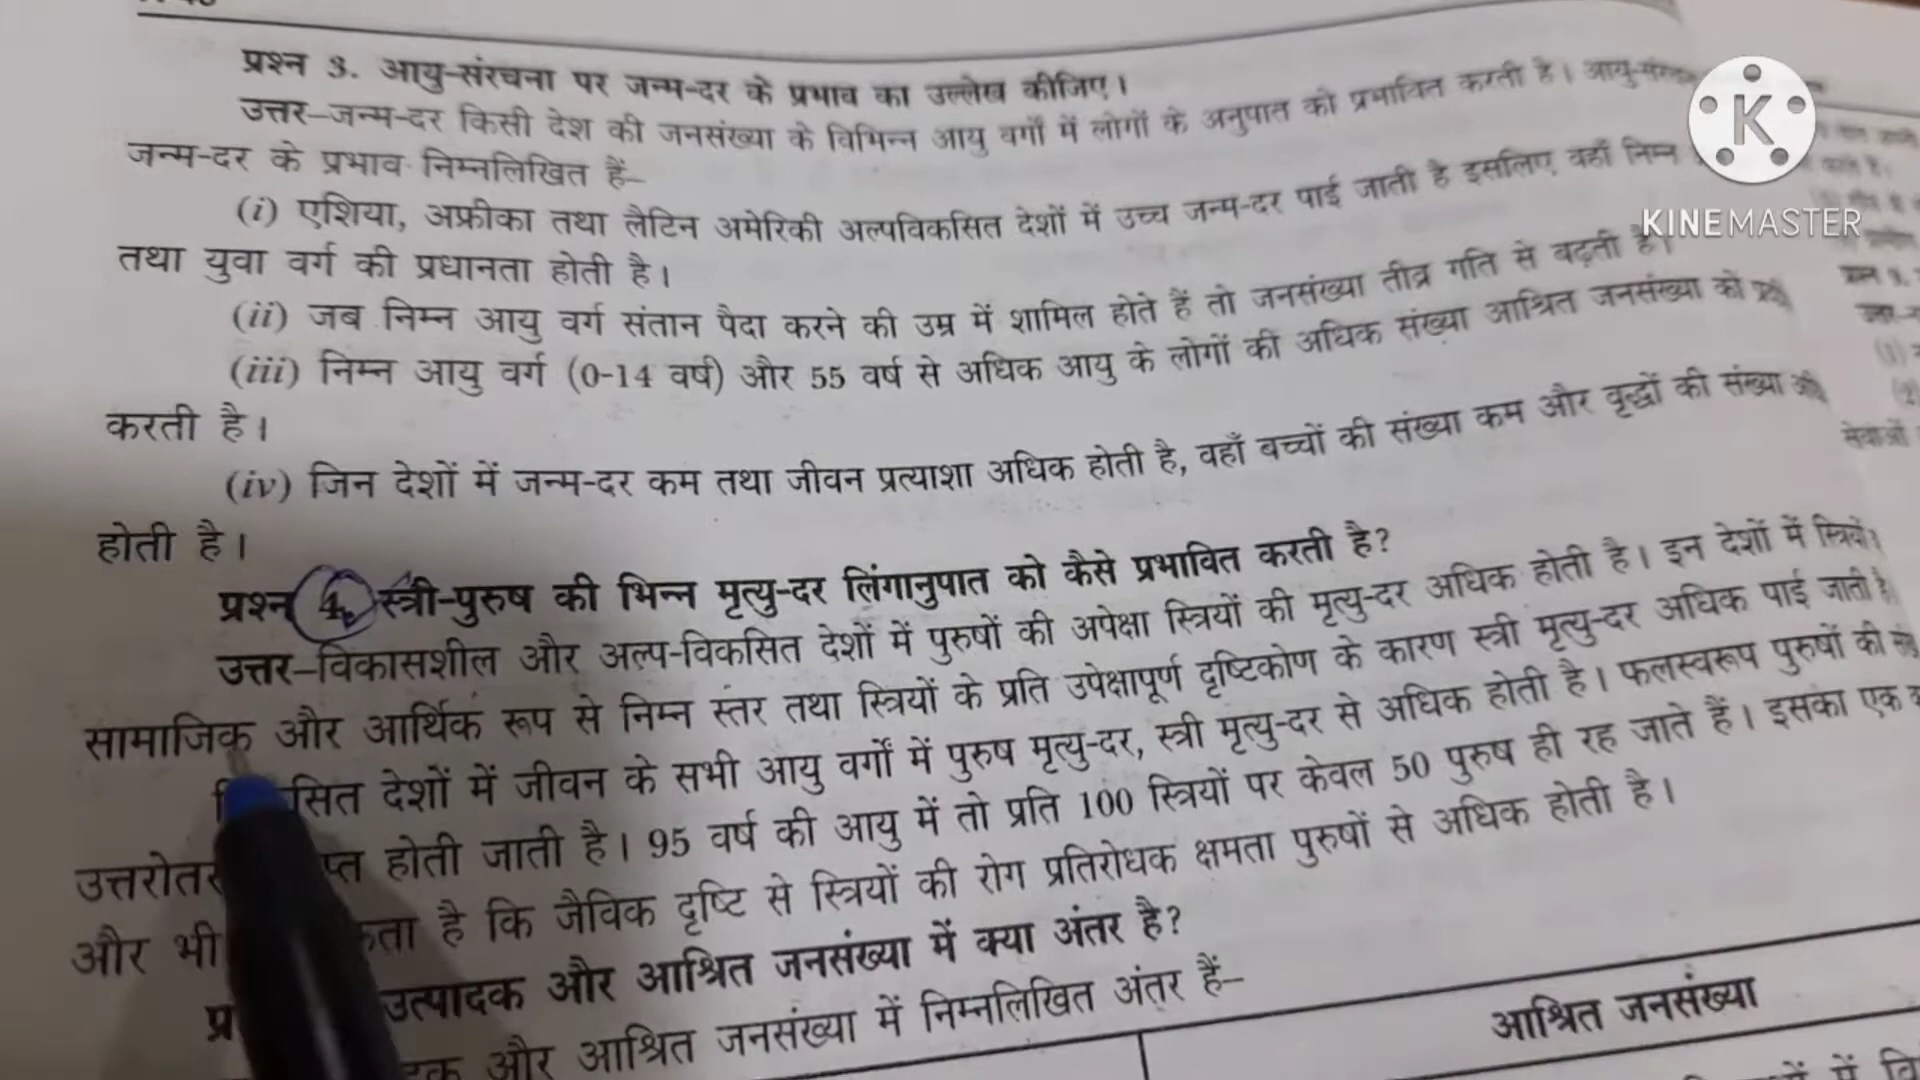 प्रश्न 3. आयु-संरचना पर जन्म-दर के प्रभाव का उल्लेख कीजिए।
उत्तर–जन्म-दर किसी देश की जनसंख्या के विभिन्न आयु वर्गों में लोगों के अनुपात को प्रभावित करती है।
जन्म-दर के प्रभाव निम्नलिखित हैं–
(i) एशिया, अफ्रीका तथा लैटिन अमेरिकी अल्पविकसित देशों में उच्च जन्म-दर पाई जाती है इसलिए वहाँ निम्न
तथा युवा वर्ग की प्रधानता होती है।
(ii) जब निम्न आयु वर्ग संतान पैदा करने की उम्र में शामिल होते हैं तो जनसंख्या तीव्र गति से बढ़ती है।
(iii) निम्न आयु वर्ग (0-14 वर्ष) और 55 वर्ष से अधिक आयु के लोगों की अधिक संख्या आश्रित जनसंख्या को
करती है।
(iv) जिन देशों में जन्म-दर कम तथा जीवन प्रत्याशा अधिक होती है, वहाँ बच्चों की संख्या कम और वृद्धों की संख्या
होती है।
प्रश्न 4. स्त्री-पुरुष की भिन्न मृत्यु-दर लिंगानुपात को कैसे प्रभावित करती है?
उत्तर–विकासशील और अल्प-विकसित देशों में पुरुषों की अपेक्षा स्त्रियों की मृत्यु-दर अधिक होती है। इन देशों में स्त्रियों
सामाजिक और आर्थिक रूप से निम्न स्तर तथा स्त्रियों के प्रति उपेक्षापूर्ण दृष्टिकोण के कारण स्त्री मृत्यु-दर अधिक पाई जाती है
सित देशों में जीवन के सभी आयु वर्गों में पुरुष मृत्यु-दर, स्त्री मृत्यु-दर से अधिक होती है। फलस्वरूप पुरुषों की
उत्तरोतर प्त होती जाती है। 95 वर्ष की आयु में तो प्रति 100 स्त्रियों पर केवल 50 पुरुष ही रह जाते हैं। इसका एक
और भी कता है कि जैविक दृष्टि से स्त्रियों की रोग प्रतिरोधक क्षमता पुरुषों से अधिक होती है।
प्र उत्पादक और आश्रित जनसंख्या में क्या अंतर है?
दक और आश्रित जनसंख्या में निम्नलिखित अंतर हैं–
आश्रित जनसंख्या
K
KINEMASTER
सेवाओं